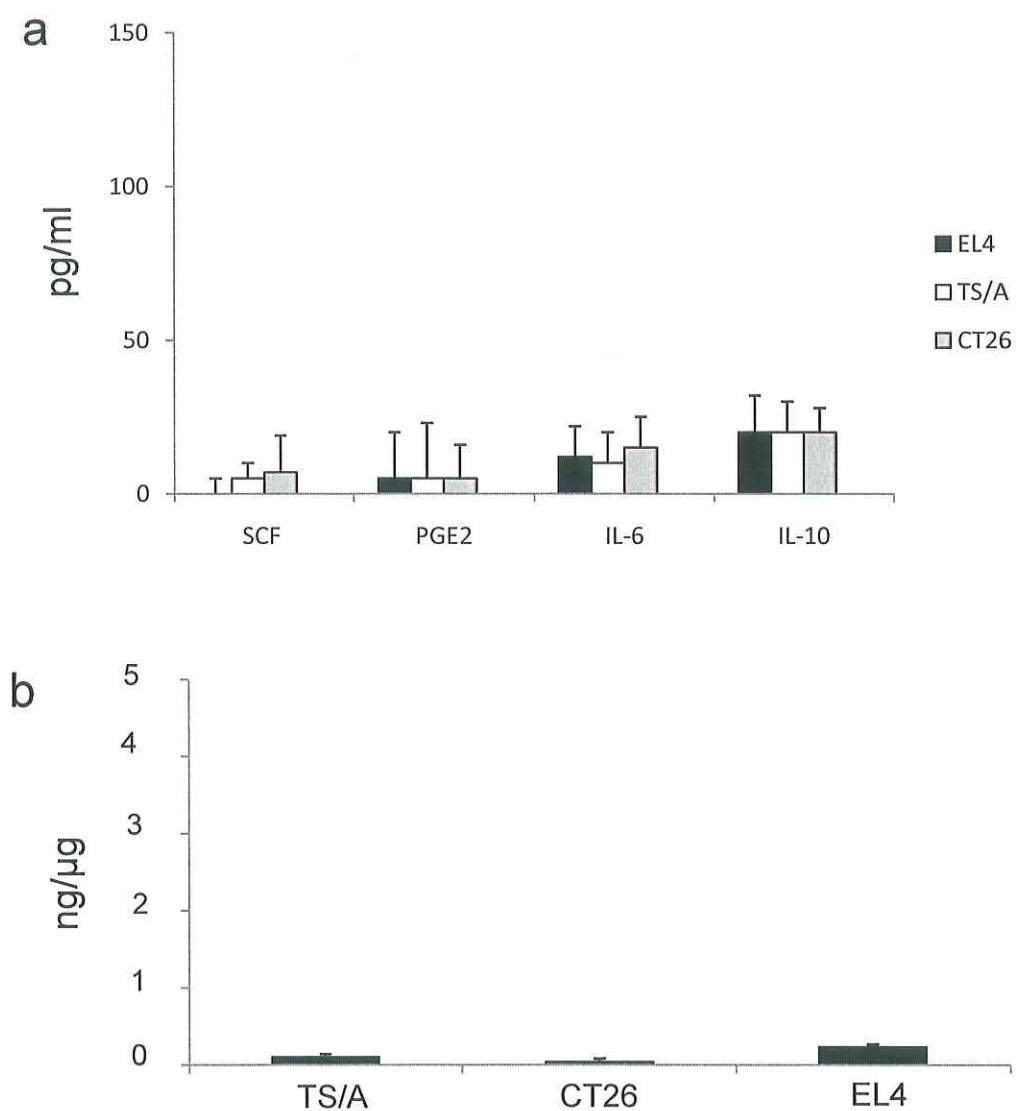 a
150
100
50
0
pg/ml
EL4
TS/A
CT26
SCF PGE2 IL-6 IL-10
b
5
4
3
2
1
0
ng/µg
TS/A CT26 EL4